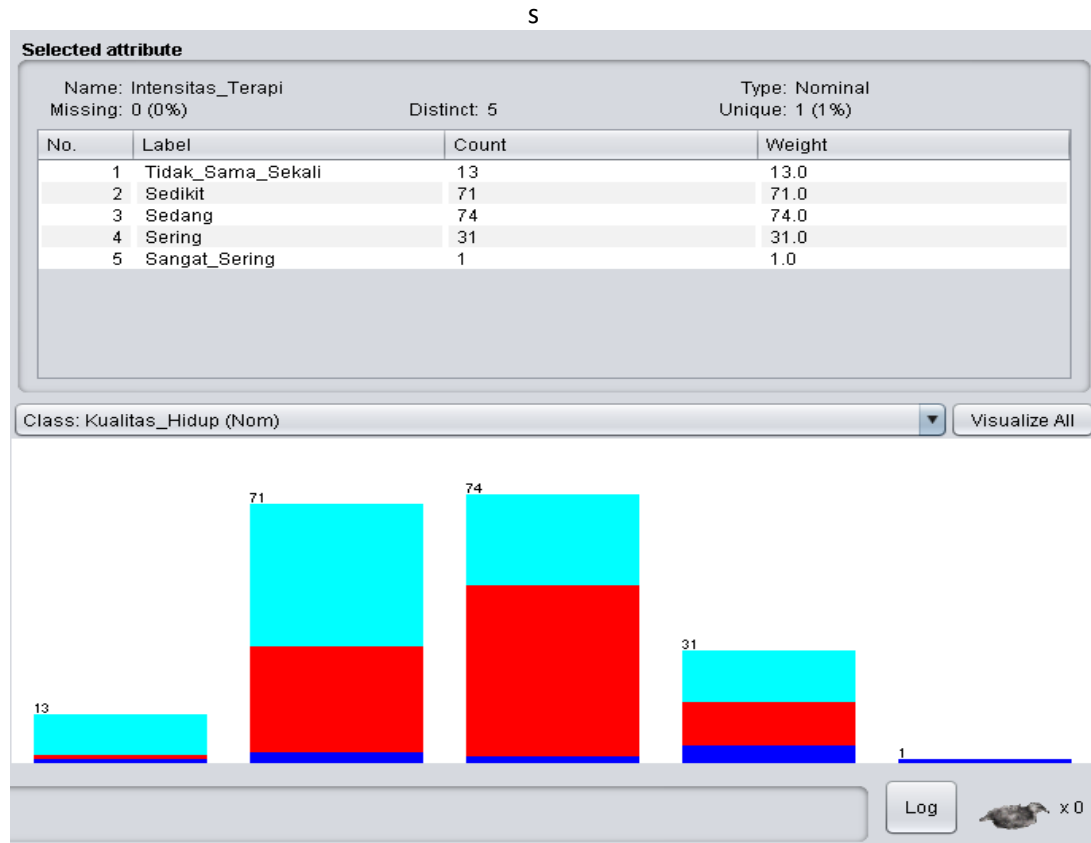 S
Selected attribute
Name: Intensitas_Terapi Type: Nominal
Missing: 0 (0%) Distinct: 5 Unique: 1 (1%)
No. Label Count Weight
1 Tidak_Sama_Sekali 13 13.0
2 Sedikit 71 71.0
3 Sedang 74 74.0
4 Sering 31 31.0
5 Sangat_Sering 1 1.0
Class: Kualitas_Hidup (Nom) Visualize All
13 71 74 31 1
Log x 0